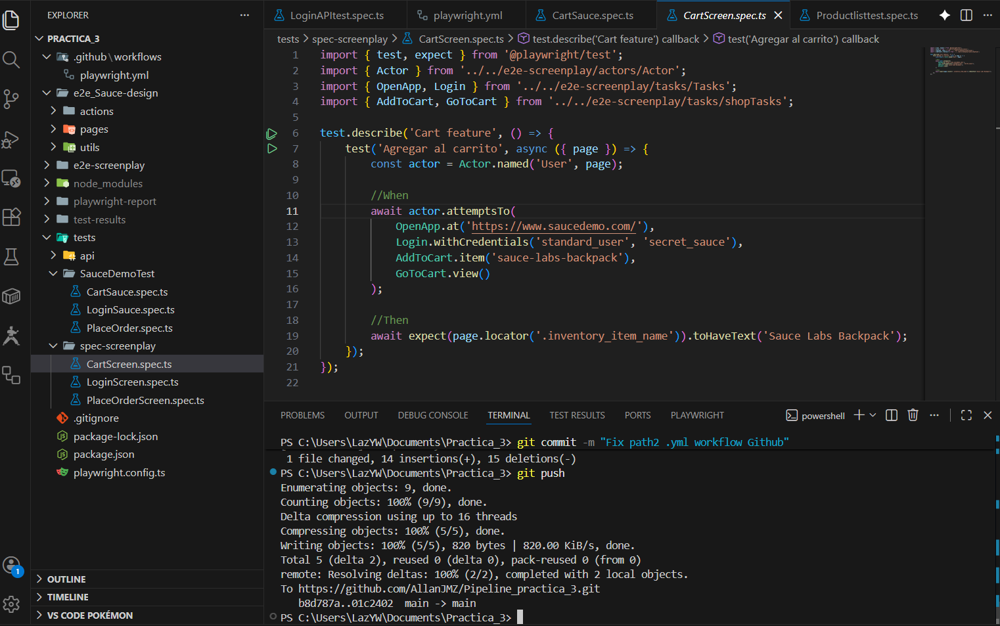 EXPLORER
PRACTICA_3
.github\workflows
playwright.yml
e2e_Sauce-design
actions
pages
utils
e2e-screenplay
node_modules
playwright-report
test-results
tests
api
SauceDemoTest
CartSauce.spec.ts
LoginSauce.spec.ts
PlaceOrder.spec.ts
spec-screenplay
CartScreen.spec.ts
LoginScreen.spec.ts
PlaceOrderScreen.spec.ts
.gitignore
package-lock.json
package.json
playwright.config.ts
OUTLINE
TIMELINE
VS CODE POKÉMON
1
LoginAPItest.spec.ts playwright.yml CartSauce.spec.ts CartScreen.spec.ts Productlisttest.spec.ts
tests > spec-screenplay > CartScreen.spec.ts > test.describe('Cart feature') callback > test('Agregar al carrito') callback
1 import { test, expect } from '@playwright/test';
2 import { Actor } from '../../e2e-screenplay/actors/Actor';
3 import { OpenApp, Login } from '../../e2e-screenplay/tasks/Tasks';
4 import { AddToCart, GoToCart } from '../../e2e-screenplay/tasks/shopTasks';
5
6 test.describe('Cart feature', () => {
7 test('Agregar al carrito', async ({ page }) => {
8 const actor = Actor.named('User', page);
9
10 //When
11 await actor.attemptsTo(
12 OpenApp.at('https://www.saucedemo.com/'),
13 Login.withCredentials('standard_user', 'secret_sauce'),
14 AddToCart.item('sauce-labs-backpack'),
15 GoToCart.view()
16 );
17
18 //Then
19 await expect(page.locator('.inventory_item_name')).toHaveText('Sauce Labs Backpack');
20 });
21 });
22
PROBLEMS OUTPUT DEBUG CONSOLE TERMINAL TEST RESULTS PORTS PLAYWRIGHT powershell
PS C:\Users\LazYW\Documents\Practica_3> git commit -m "Fix path2 .yml workflow Github"
1 file changed, 14 insertions(+), 15 deletions(-)
PS C:\Users\LazYW\Documents\Practica_3> git push
Enumerating objects: 9, done.
Counting objects: 100% (9/9), done.
Delta compression using up to 16 threads
Compressing objects: 100% (5/5), done.
Writing objects: 100% (5/5), 820 bytes | 820.00 KiB/s, done.
Total 5 (delta 2), reused 0 (delta 0), pack-reused 0 (from 0)
remote: Resolving deltas: 100% (2/2), completed with 2 local objects.
To https://github.com/AllanJMZ/Pipeline_practica_3.git
b8d787a..01c2402 main -> main
PS C:\Users\LazYW\Documents\Practica_3>